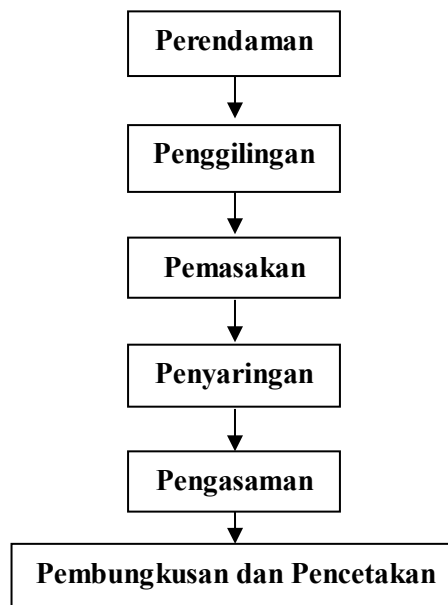 Perendaman
Penggilingan
Pemasakan
Penyaringan
Pengasaman
Pembungkusan dan Pencetakan